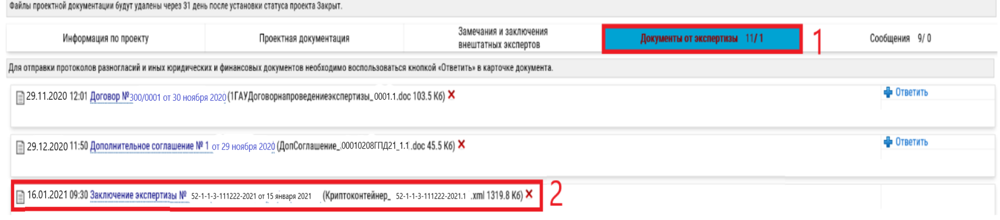 Файлы проектной документации будут удалены через 31 день после установки статуса проекта Закрыт.
Информация по проекту
Проектная документация
Замечания и заключения
внештатных экспертов
Документы от экспертизы 11/ 1
1
Сообщения 9/ 0
Для отправки протоколов разногласий и иных юридических и финансовых документов необходимо воспользоваться кнопкой «Ответить» в карточке документа.
29.11.2020 12:01 Договор №300/0001 от 30 ноября 2020 (1ГАУДоговорнапроведениеэкспертизы_ 0001.1.doc 103.5 Кб)
Ответить
29.12.2020 11:50 Дополнительное соглашение № 1 от 29 ноября 2020 (ДопСоглашение_ 00010208ГПД21_1.1 .doc 45.5 Кб)
Ответить
16.01.2021 09:30 Заключение экспертизы № 52-1-1-3-111222-2021 от 15 января 2021 (Криптоконтейнер_ 52-1-1-3-111222-2021.1 .xml 1319.8 Кб)
2